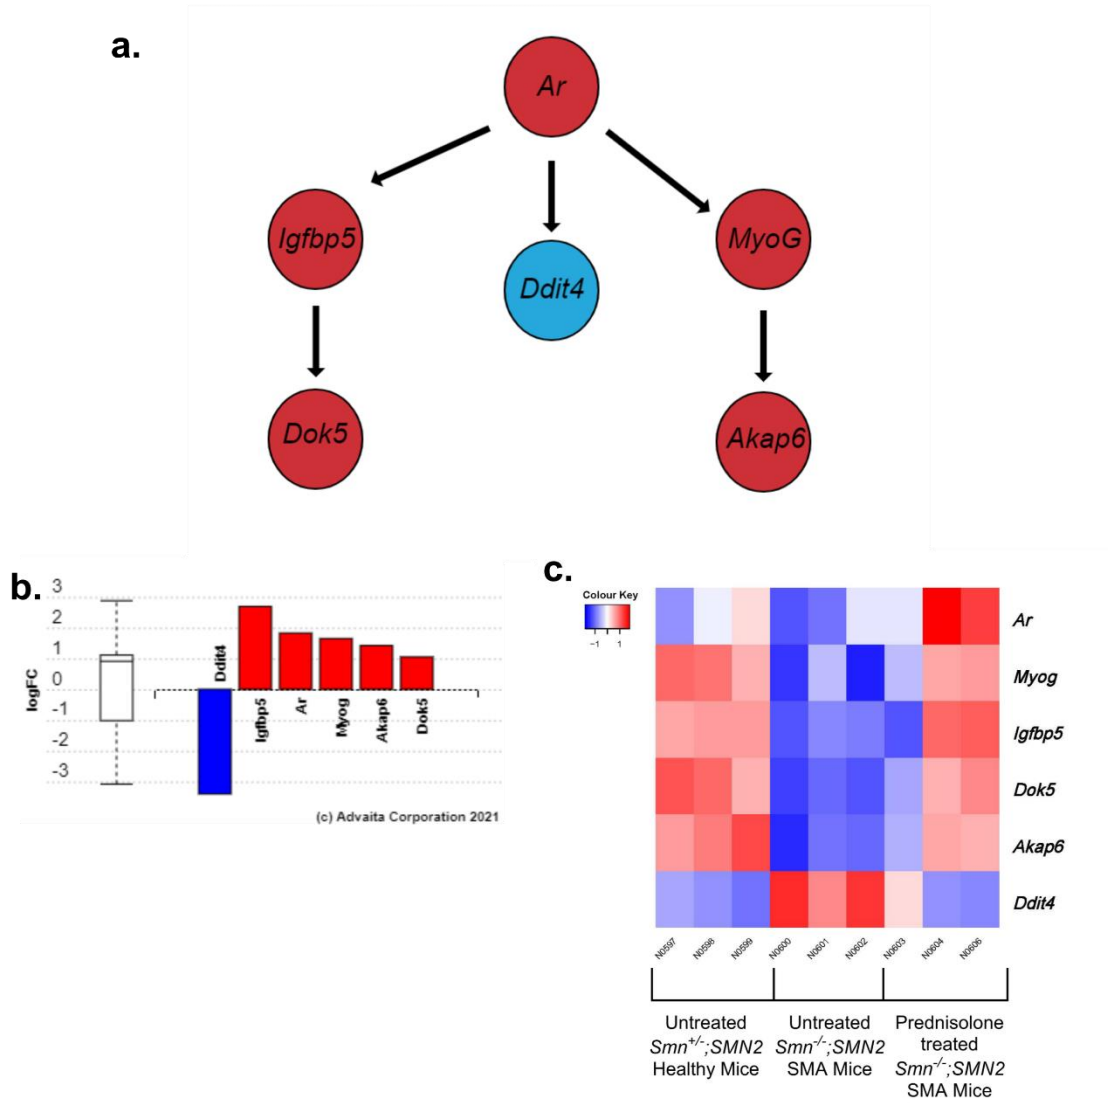 a.
Ar
Igfbp5
Ddit4
MyoG
Dok5
Akap6
b.
3
2
1
0
-1
-2
-3
logFC
Ddit4
Igfbp5
Ar
Myog
Akap6
Dok5
(c) Advaita Corporation 2021
c.
Colour Key
−1 1
Ar
Myog
Igfbp5
Dok5
Akap6
Ddit4
N0597 N0598 N0599 N0600 N0601 N0602 N0603 N0604 N0606
Untreated
Smn+/-;SMN2
Healthy Mice
Untreated
Smn-/-;SMN2
SMA Mice
Prednisolone
treated
Smn-/-;SMN2
SMA Mice